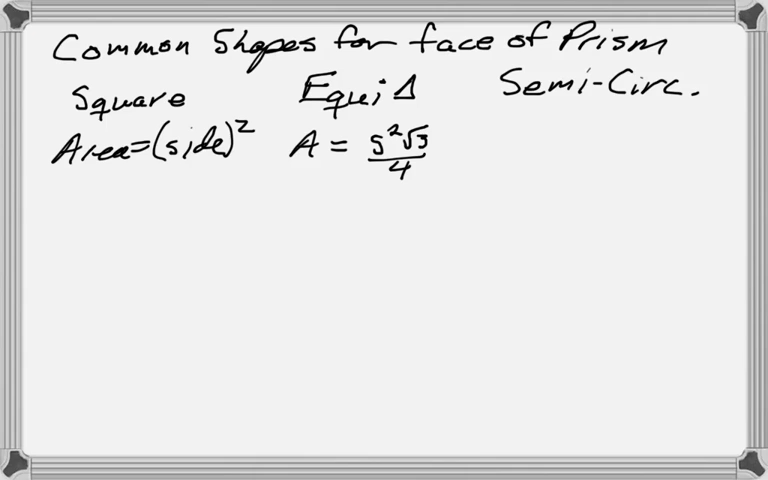 Common Shapes for face of Prism
Square Equi Δ Semi-Circ.
Area=(side)² A = s²√3/4